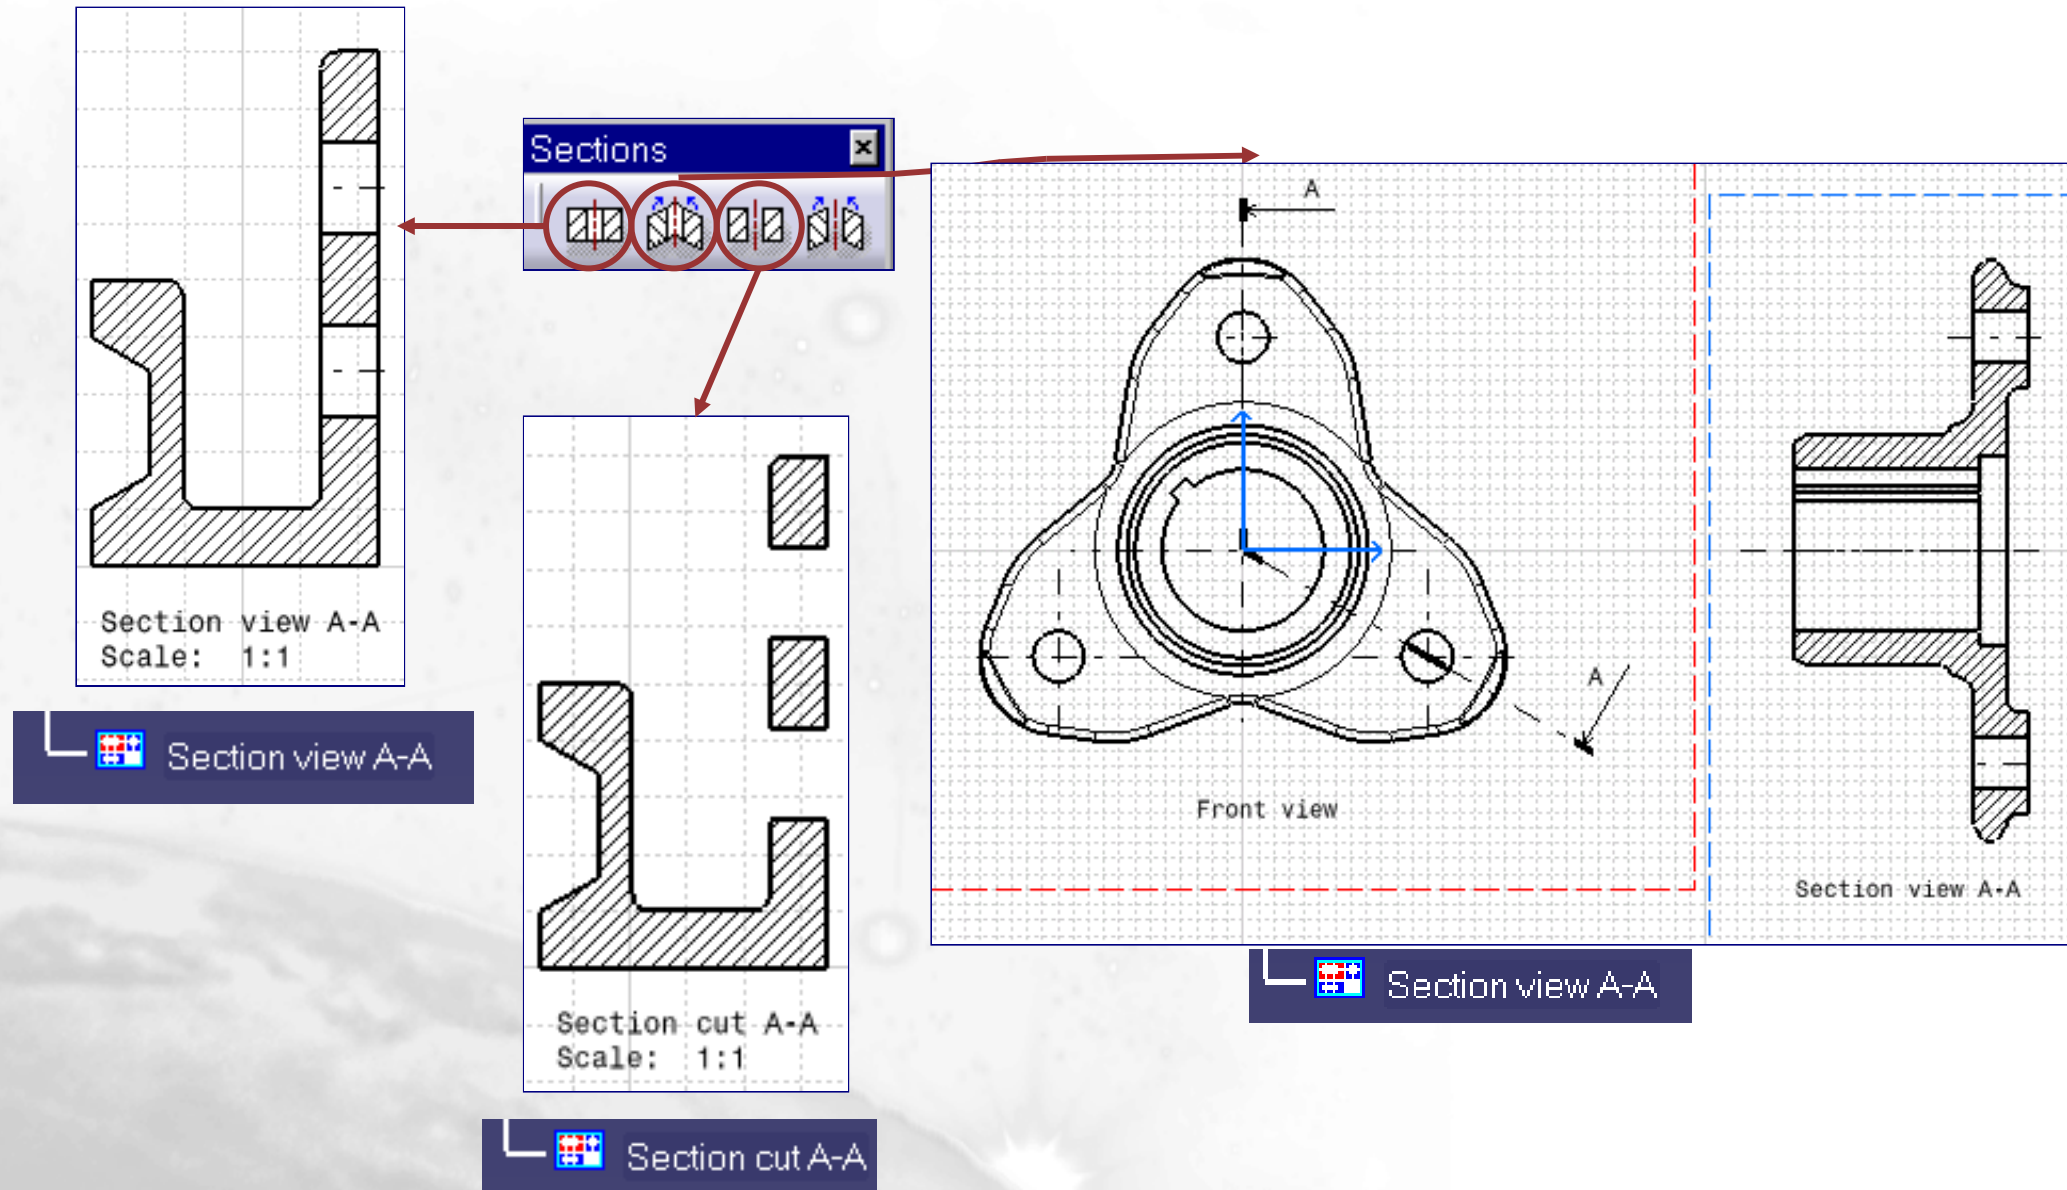 Section view A-A
Scale: 1:1
Section view A-A
Sections
Section cut A-A
Scale: 1:1
Section cut A-A
A
A
Front view
Section view A-A
Section view A-A